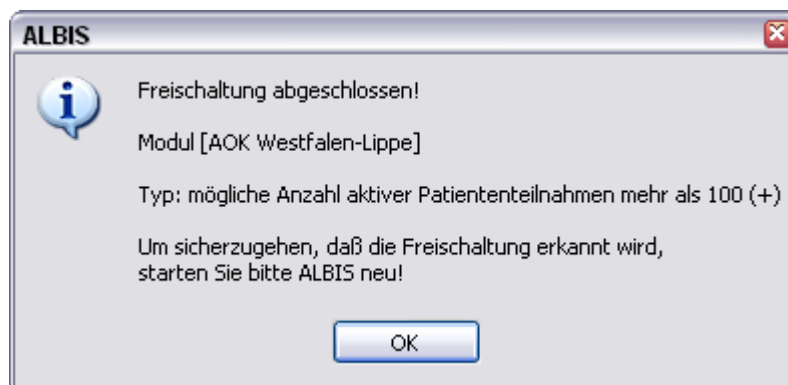 ALBIS
Freischaltung abgeschlossen!
Modul [AOK Westfalen-Lippe]
Typ: mögliche Anzahl aktiver Patiententeilnahmen mehr als 100 (+)
Um sicherzugehen, daß die Freischaltung erkannt wird,
starten Sie bitte ALBIS neu!
OK